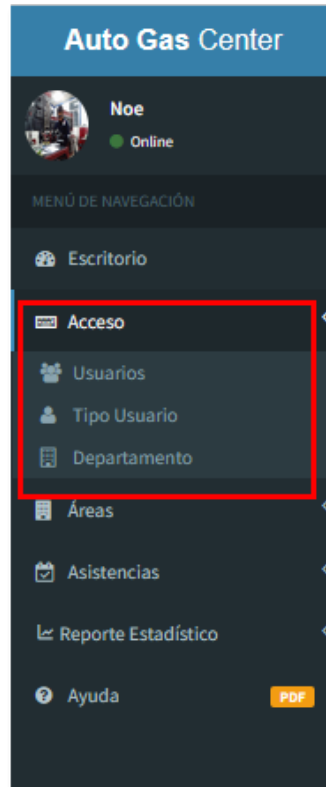 Auto Gas Center
Noe
Online
MENÚ DE NAVEGACIÓN
Escritorio
Acceso
Usuarios
Tipo Usuario
Departamento
Áreas
Asistencias
Reporte Estadístico
Ayuda PDF